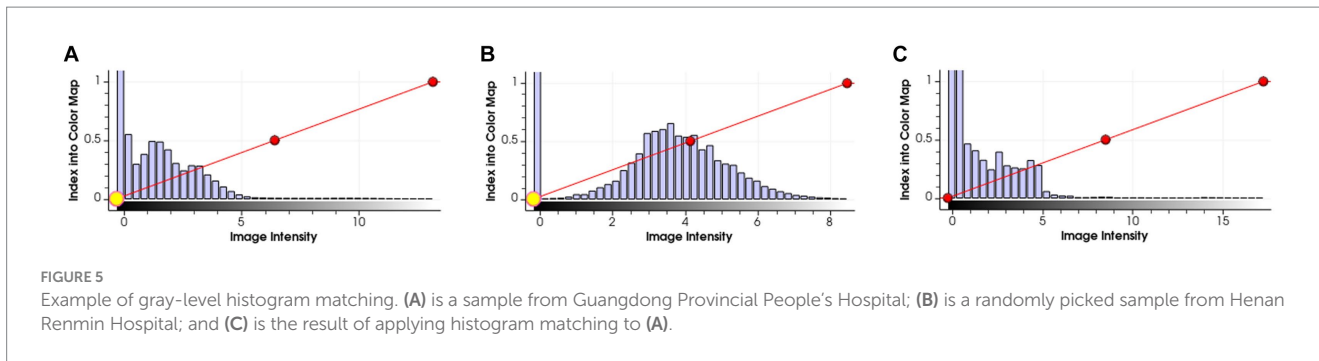 A
B
C
Index into Color Map
1
0.5
0
0
5
10
Image Intensity
Index into Color Map
1
0.5
0
0
2
4
6
8
Image Intensity
Index into Color Map
1
0.5
0
0
5
10
15
Image Intensity
FIGURE 5
Example of gray-level histogram matching. (A) is a sample from Guangdong Provincial People's Hospital; (B) is a randomly picked sample from Henan
Renmin Hospital; and (C) is the result of applying histogram matching to (A).